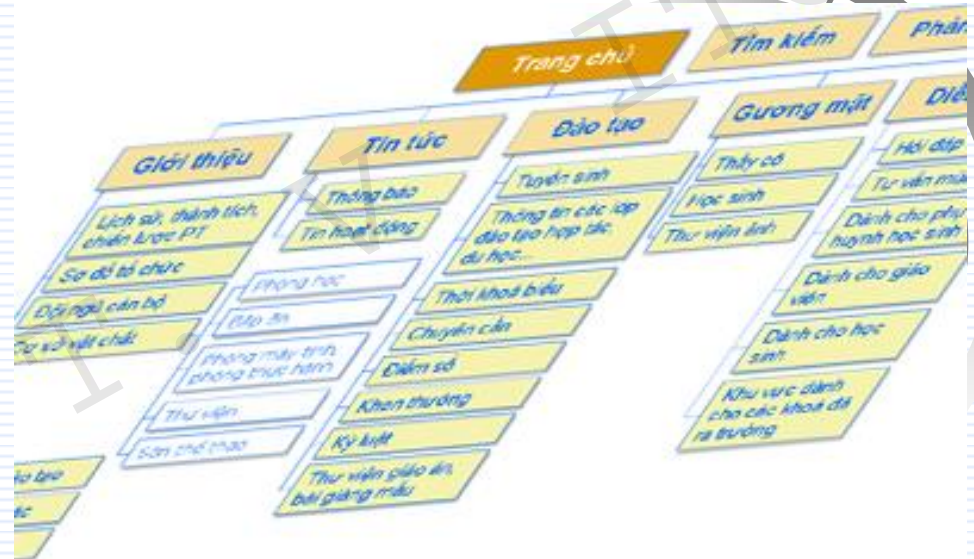 Trang chủ
Tìm kiếm
Giới thiệu
Tin tức
Đào tạo
Gương mặt
Lịch sử, thành tích,
chiến lược PT
Sơ đồ tổ chức
Đội ngũ cán bộ
vật chất
Thông báo
Tin hoạt động
Phòng học
Phòng máy tính,
phòng thực hành
Thư viện
Sân thể thao
Tuyển sinh
Thông tin các lớp
đào tạo hợp tác,
du học...
Thời khoá biểu
Chuyên cần
Điểm số
Khen thưởng
Kỷ luật
Thư viện giáo án,
bài giảng mẫu
Thầy cô
Học sinh
Thư viện ảnh
Hỏi đáp
Tư vấn
Dành cho phụ
huynh học sinh
Dành cho giáo
viên
Dành cho học
sinh
Khu vực dành
cho các khoá đã
ra trường
tạo